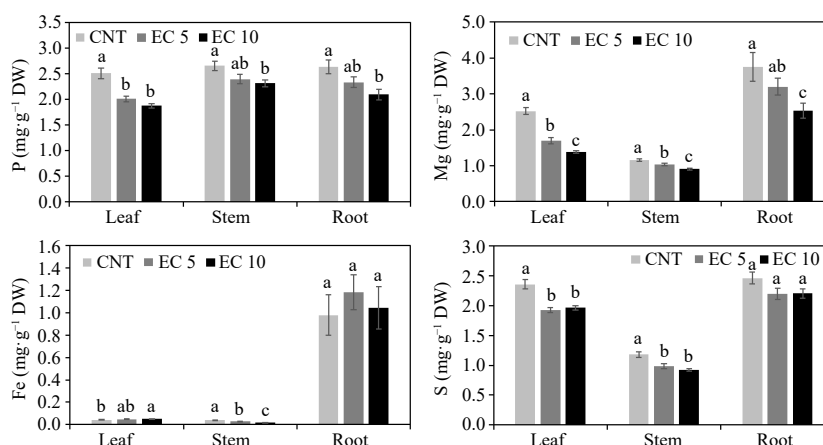 P (mg·g⁻¹ DW)
3.5
3.0
2.5
2.0
1.5
1.0
0.5
0.0
CNT EC 5 EC 10
a b b
a ab b
a ab b
Leaf Stem Root
Mg (mg·g⁻¹ DW)
5.0
4.0
3.0
2.0
1.0
0.0
CNT EC 5 EC 10
a b c
a b c
a ab c
Leaf Stem Root
Fe (mg·g⁻¹ DW)
1.6
1.4
1.2
1.0
0.8
0.6
0.4
0.2
0.0
CNT EC 5 EC 10
b ab a
a b c
a a a
Leaf Stem Root
S (mg·g⁻¹ DW)
3.0
2.5
2.0
1.5
1.0
0.5
0.0
CNT EC 5 EC 10
a b b
a b b
a a a
Leaf Stem Root